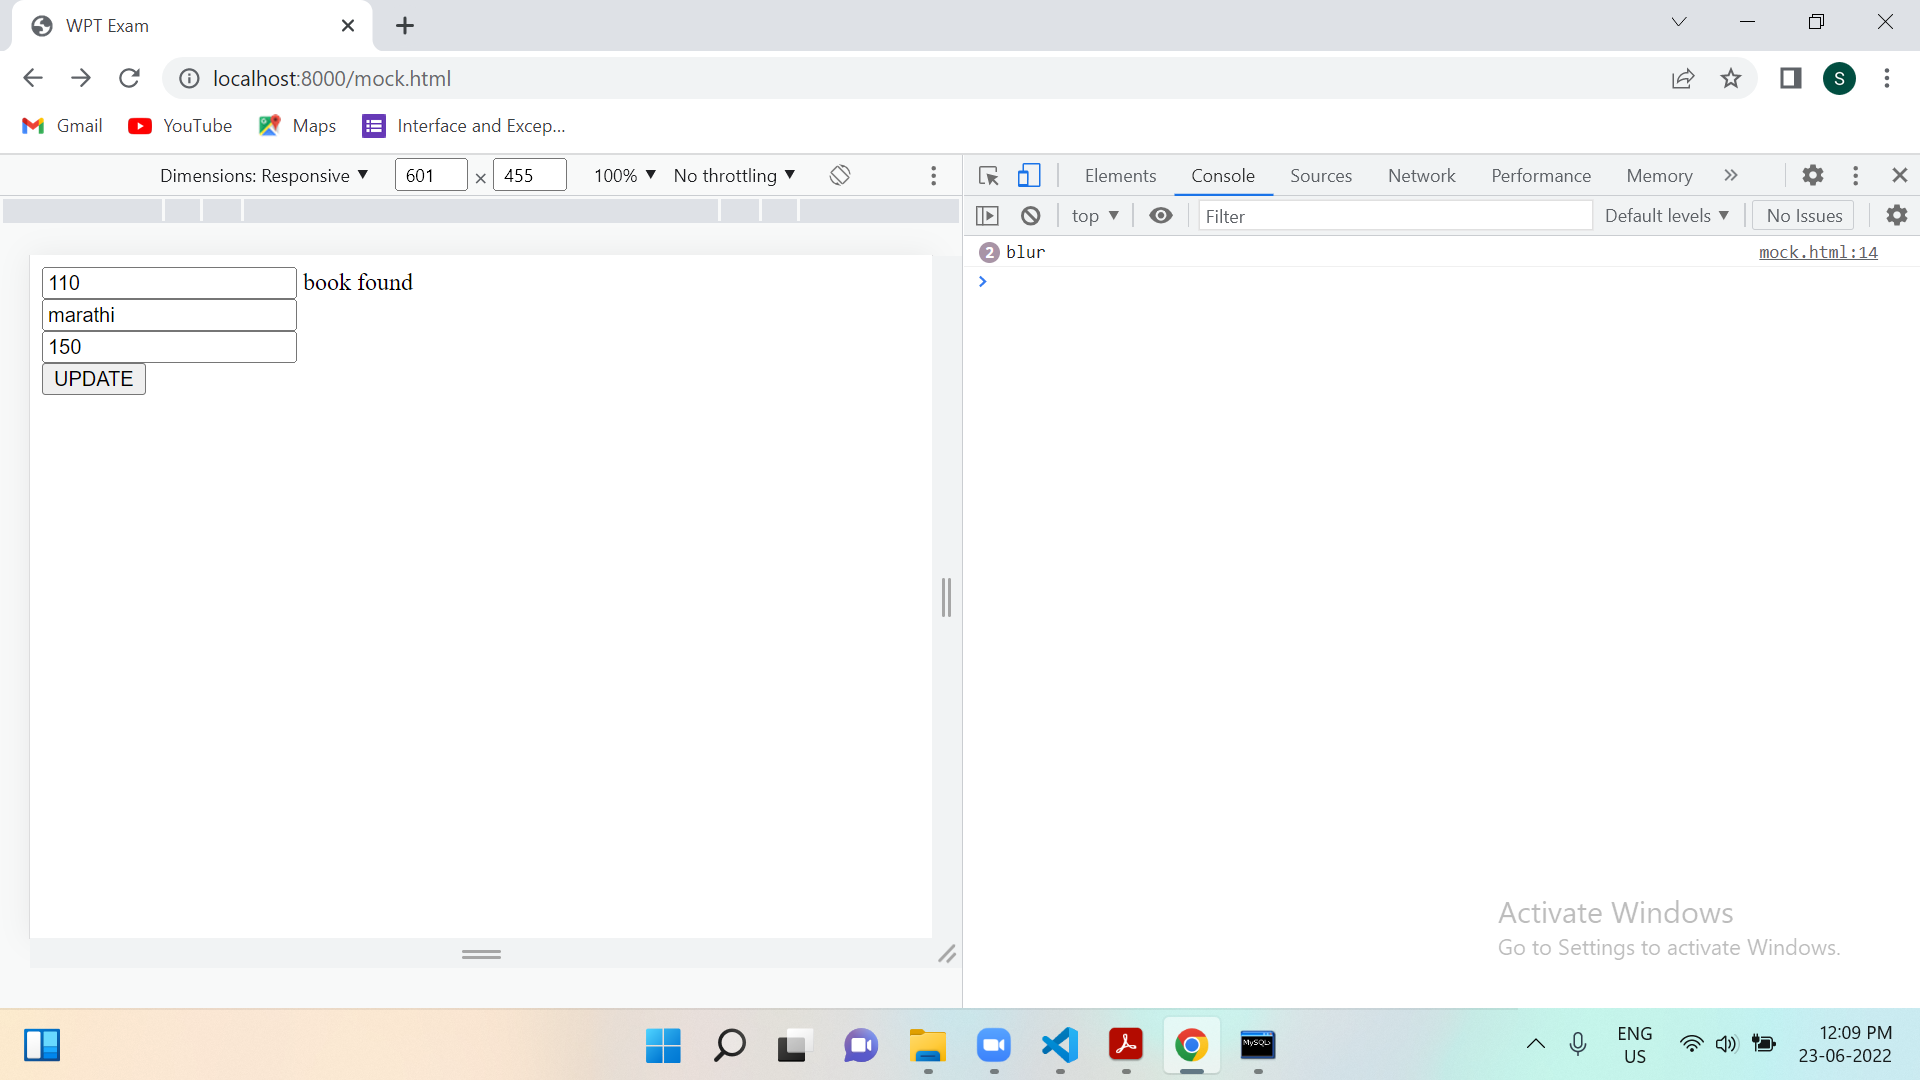 WPT Exam
localhost:8000/mock.html
S
Gmail
YouTube
Maps
Interface and Excep...
Dimensions: Responsive
601 × 455
100%
No throttling
Elements
Console
Sources
Network
Performance
Memory
top
Filter
Default levels
No Issues
2 blur
mock.html:14
110 book found
marathi
150
UPDATE
Activate Windows
Go to Settings to activate Windows.
MySQL
ENG
US
12:09 PM
23-06-2022